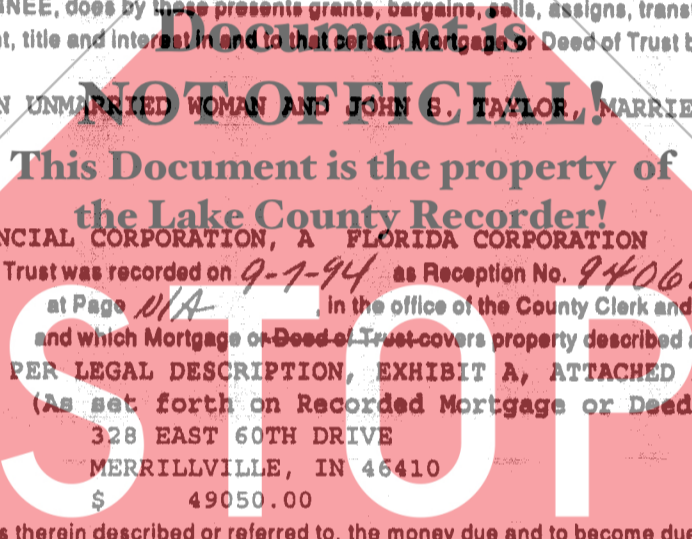 NEE, does by these presents grants, bargains, sells, assigns, trans
Document is
t, title and interest in and to that certain Mortgage or Deed of Trust b
NOT OFFICIAL!
N UNMARRIED WOMAN AND JOHN S. TAYLOR, MARRIE
This Document is the property of
the Lake County Recorder!
NCIAL CORPORATION, A FLORIDA CORPORATION
Trust was recorded on 9-1-94 as Reception No. 9406
at Page N/A , in the office of the County Clerk and
and which Mortgage or Deed of Trust covers property described
PER LEGAL DESCRIPTION, EXHIBIT A, ATTACHED
STOP
(As set forth on Recorded Mortgage or Deed
328 EAST 60TH DRIVE
MERRILLVILLE, IN 46410
$ 49050.00
s therein described or referred to, the money due and to become due